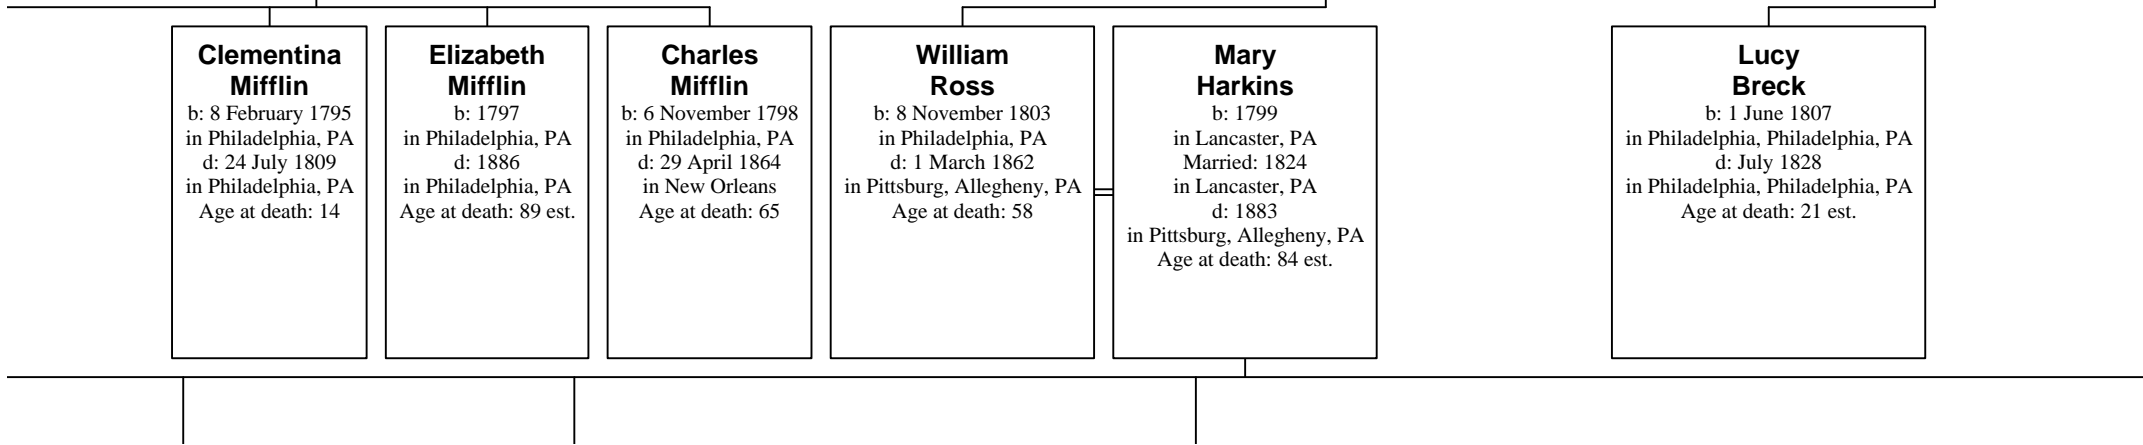 Clementina
Mifflin
b: 8 February 1795
in Philadelphia, PA
d: 24 July 1809
in Philadelphia, PA
Age at death: 14
Elizabeth
Mifflin
b: 1797
in Philadelphia, PA
d: 1886
in Philadelphia, PA
Age at death: 89 est.
Charles
Mifflin
b: 6 November 1798
in Philadelphia, PA
d: 29 April 1864
in New Orleans
Age at death: 65
William
Ross
b: 8 November 1803
in Philadelphia, PA
d: 1 March 1862
in Pittsburg, Allegheny, PA
Age at death: 58
Mary
Harkins
b: 1799
in Lancaster, PA
Married: 1824
in Lancaster, PA
d: 1883
in Pittsburg, Allegheny, PA
Age at death: 84 est.
Lucy
Breck
b: 1 June 1807
in Philadelphia, Philadelphia, PA
d: July 1828
in Philadelphia, Philadelphia, PA
Age at death: 21 est.